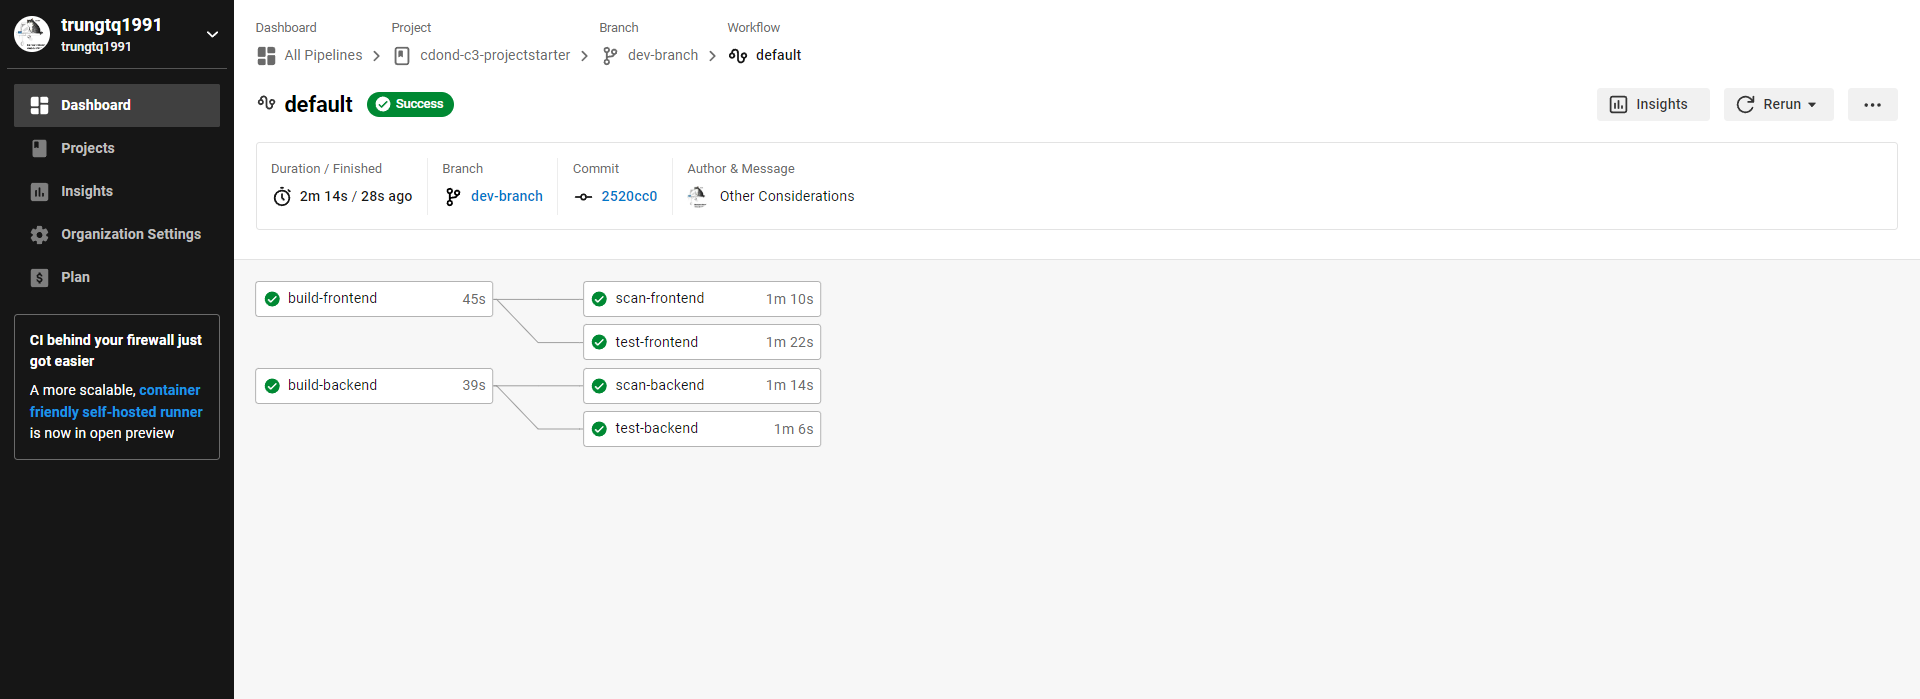 trungtq1991
trungtq1991
Dashboard
Projects
Insights
Organization Settings
Plan
CI behind your firewall just
got easier
A more scalable, container
friendly self-hosted runner
is now in open preview
Dashboard Project Branch Workflow
All Pipelines cdond-c3-projectstarter dev-branch default
default Success Insights Rerun
Duration / Finished Branch Commit Author & Message
2m 14s / 28s ago dev-branch 2520cc0 Other Considerations
build-frontend 45s scan-frontend 1m 10s
test-frontend 1m 22s
build-backend 39s scan-backend 1m 14s
test-backend 1m 6s